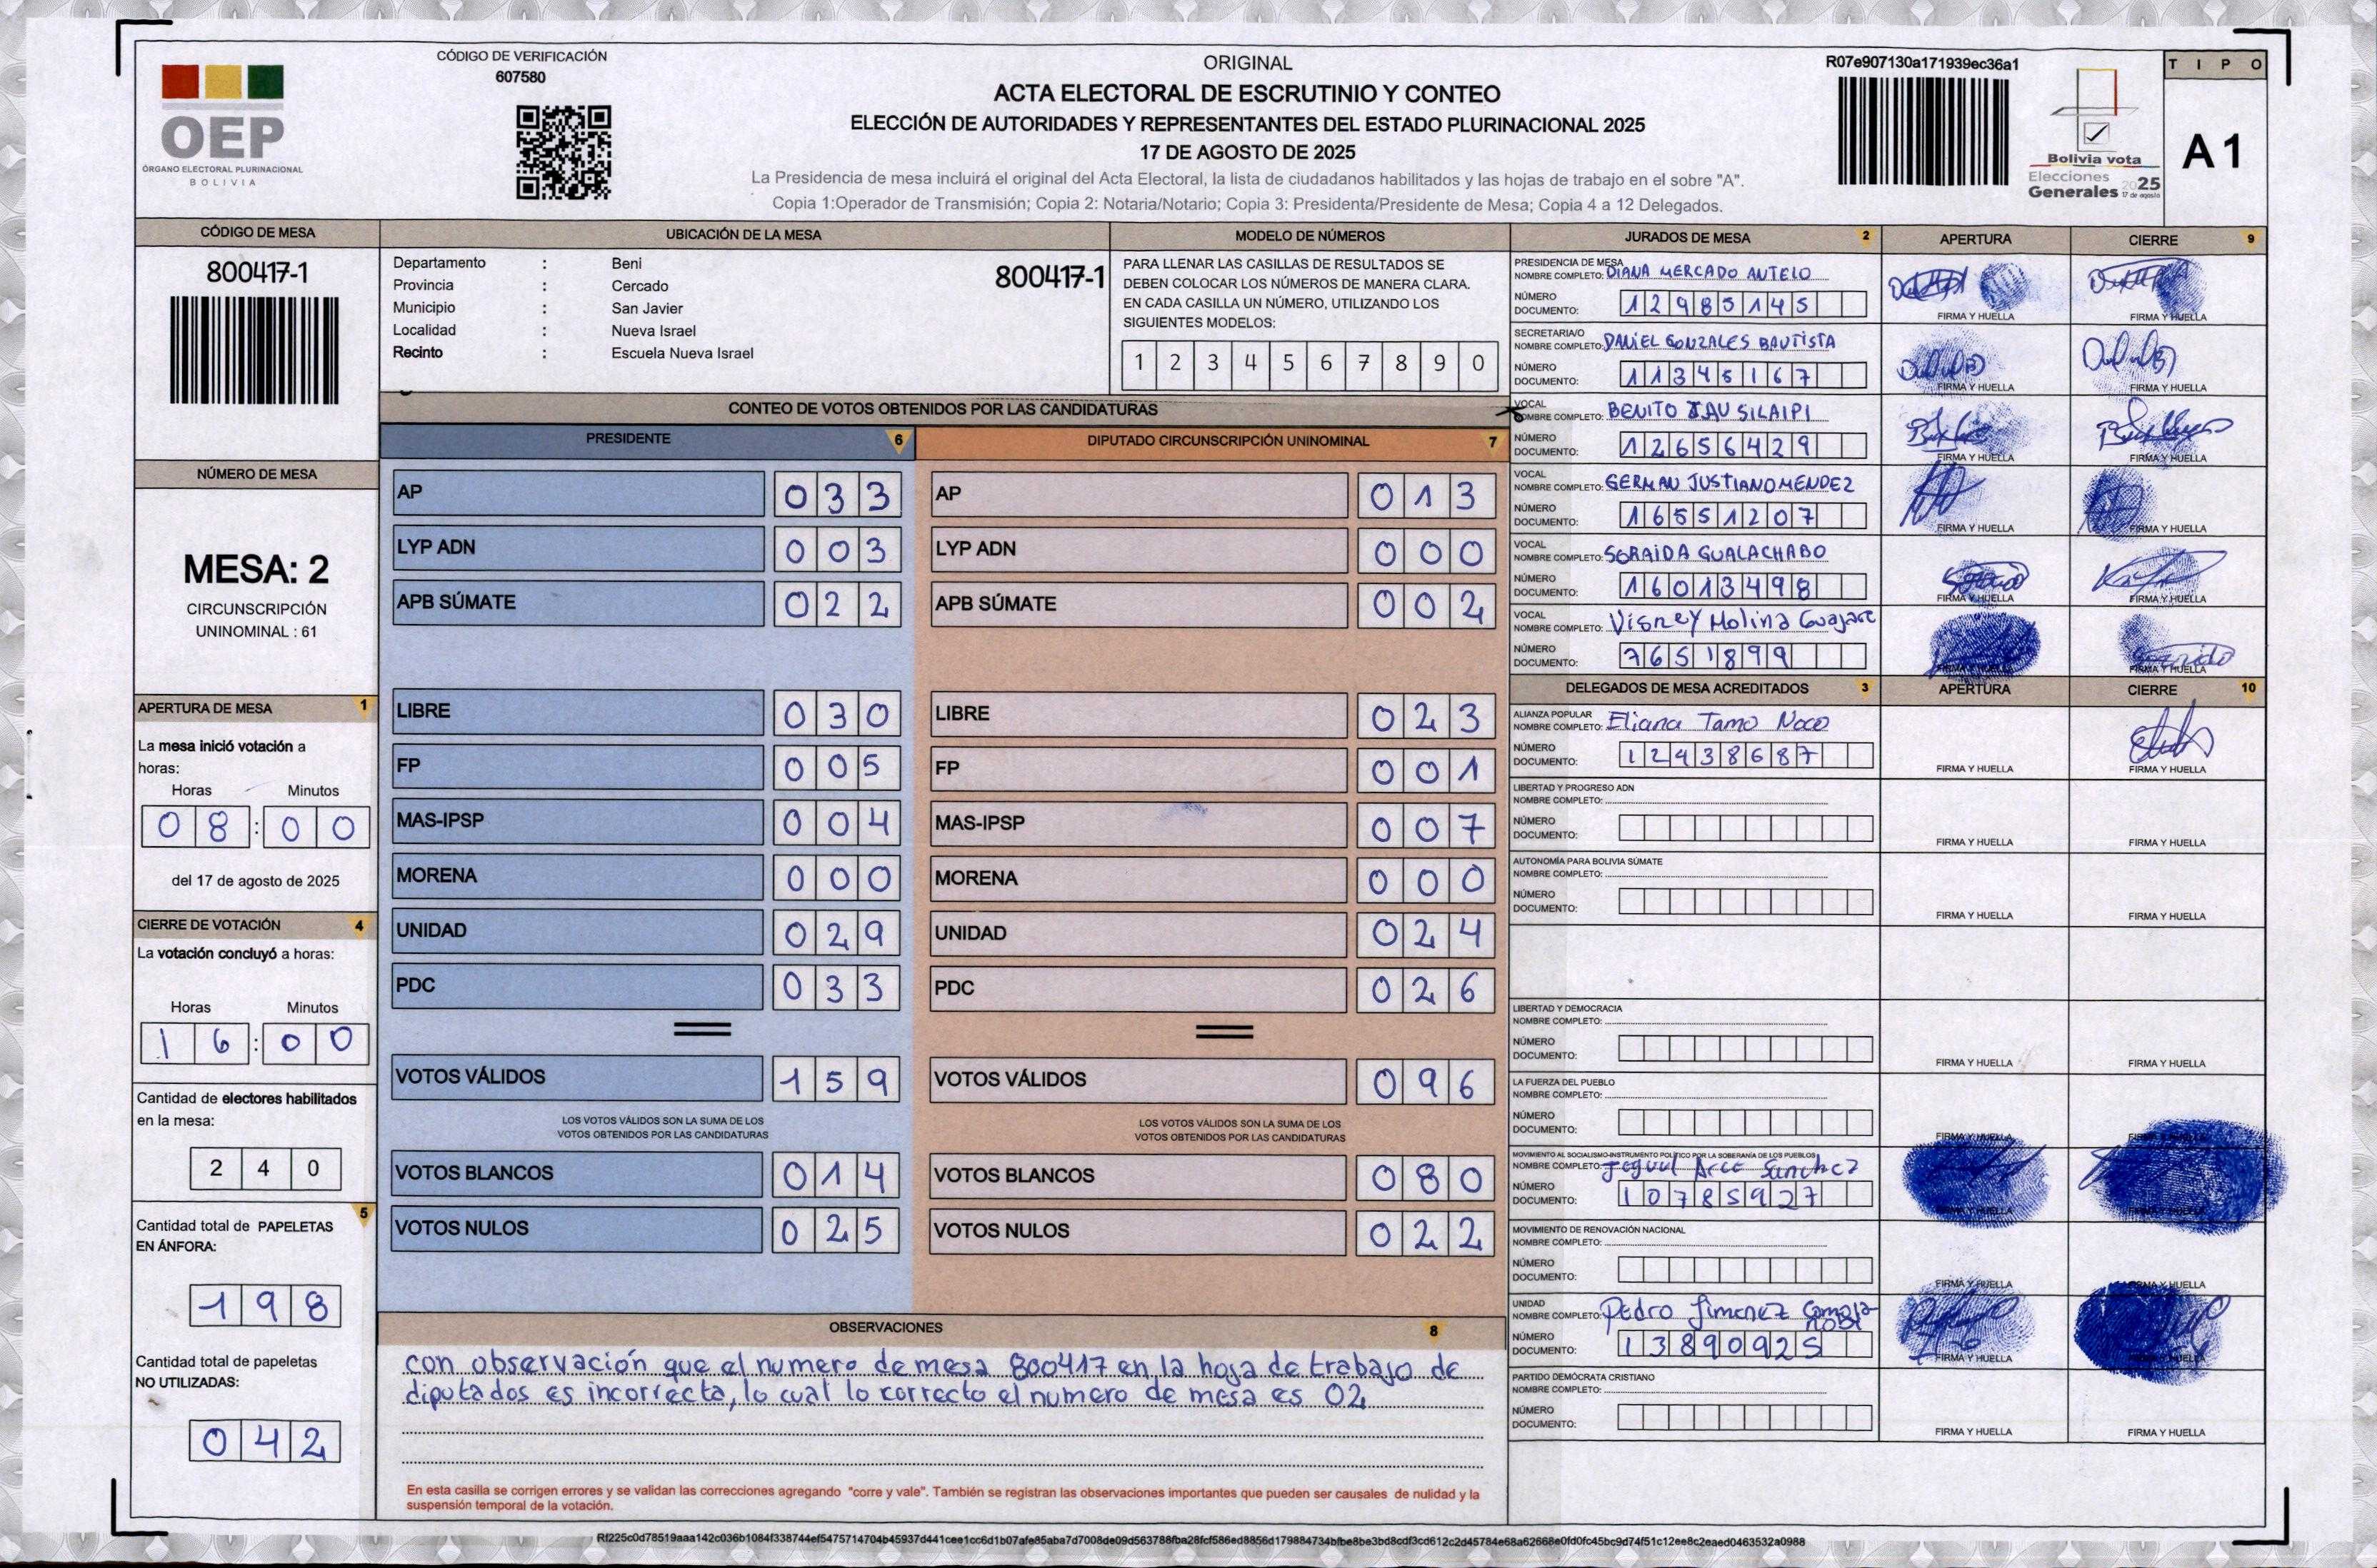 CÓDIGO DE VERIFICACIÓN
607580
OEP
ÓRGANO ELECTORAL PLURINACIONAL
BOLIVIA
ORIGINAL
ACTA ELECTORAL DE ESCRUTINIO Y CONTEO
ELECCIÓN DE AUTORIDADES Y REPRESENTANTES DEL ESTADO PLURINACIONAL 2025
17 DE AGOSTO DE 2025
La Presidencia de mesa incluirá el original del Acta Electoral, la lista de ciudadanos habilitados y las hojas de trabajo en el sobre "A".
Copia 1:Operador de Transmisión; Copia 2: Notaria/Notario; Copia 3: Presidenta/Presidente de Mesa; Copia 4 a 12 Delegados.
R07e907130a171939ec36a1
Bolivia vota
Elecciones
Generales 2025
17 de agosto
TIPO
A1
CÓDIGO DE MESA
800417-1
NÚMERO DE MESA
MESA: 2
CIRCUNSCRIPCIÓN
UNINOMINAL : 61
APERTURA DE MESA 1
La mesa inició votación a
horas:
Horas Minutos
08:00
del 17 de agosto de 2025
CIERRE DE VOTACIÓN 4
La votación concluyó a horas:
Horas Minutos
16:00
Cantidad de electores habilitados
en la mesa:
240
5
Cantidad total de PAPELETAS
EN ÁNFORA:
198
Cantidad total de papeletas
NO UTILIZADAS:
042
UBICACIÓN DE LA MESA
Departamento : Beni
Provincia : Cercado
Municipio : San Javier
Localidad : Nueva Israel
Recinto : Escuela Nueva Israel
800417-1
MODELO DE NÚMEROS
PARA LLENAR LAS CASILLAS DE RESULTADOS SE
DEBEN COLOCAR LOS NÚMEROS DE MANERA CLARA.
EN CADA CASILLA UN NÚMERO, UTILIZANDO LOS
SIGUIENTES MODELOS:
1 2 3 4 5 6 7 8 9 0
CONTEO DE VOTOS OBTENIDOS POR LAS CANDIDATURAS
PRESIDENTE 6
AP 033
LYP ADN 003
APB SÚMATE 022
LIBRE 030
FP 005
MAS-IPSP 004
MORENA 000
UNIDAD 029
PDC 033
VOTOS VÁLIDOS 159
LOS VOTOS VÁLIDOS SON LA SUMA DE LOS
VOTOS OBTENIDOS POR LAS CANDIDATURAS
VOTOS BLANCOS 014
VOTOS NULOS 025
DIPUTADO CIRCUNSCRIPCIÓN UNINOMINAL 7
AP 013
LYP ADN 000
APB SÚMATE 002
LIBRE 023
FP 001
MAS-IPSP 007
MORENA 000
UNIDAD 024
PDC 026
VOTOS VÁLIDOS 096
LOS VOTOS VÁLIDOS SON LA SUMA DE LOS
VOTOS OBTENIDOS POR LAS CANDIDATURAS
VOTOS BLANCOS 080
VOTOS NULOS 022
OBSERVACIONES 8
con observación que el numero de mesa 800417 en la hoja de trabajo de
diputados es incorrecta, lo cual lo correcto el numero de mesa es 02
En esta casilla se corrigen errores y se validan las correcciones agregando "corre y vale". También se registran las observaciones importantes que pueden ser causales de nulidad y la
suspensión temporal de la votación.
JURADOS DE MESA 2 APERTURA CIERRE 9
PRESIDENCIA DE MESA
NOMBRE COMPLETO: DIANA MERCADO ANTELO
NÚMERO
DOCUMENTO: 12985145
FIRMA Y HUELLA FIRMA Y HUELLA
SECRETARIA/O
NOMBRE COMPLETO: DANIEL GONZALES BAUTISTA
NÚMERO
DOCUMENTO: 11345167
FIRMA Y HUELLA FIRMA Y HUELLA
VOCAL
NOMBRE COMPLETO: BENITO JAU SILAIPI
NÚMERO
DOCUMENTO: 12656429
FIRMA Y HUELLA FIRMA Y HUELLA
VOCAL
NOMBRE COMPLETO: GERMAN JUSTIANO MENDEZ
NÚMERO
DOCUMENTO: 16551207
FIRMA Y HUELLA FIRMA Y HUELLA
VOCAL
NOMBRE COMPLETO: SORAIDA GUALACHABO
NÚMERO
DOCUMENTO: 16013498
FIRMA Y HUELLA FIRMA Y HUELLA
VOCAL
NOMBRE COMPLETO: Visney Molina
NÚMERO
DOCUMENTO: 7651899
FIRMA Y HUELLA FIRMA Y HUELLA
DELEGADOS DE MESA ACREDITADOS 3 APERTURA CIERRE 10
ALIANZA POPULAR
NOMBRE COMPLETO: Eliana Tamo Noco
NÚMERO
DOCUMENTO: 12438687
FIRMA Y HUELLA FIRMA Y HUELLA
LIBERTAD Y PROGRESO ADN
NOMBRE COMPLETO:
NÚMERO
DOCUMENTO:
FIRMA Y HUELLA FIRMA Y HUELLA
AUTONOMÍA PARA BOLIVIA SÚMATE
NOMBRE COMPLETO:
NÚMERO
DOCUMENTO:
FIRMA Y HUELLA FIRMA Y HUELLA
LIBERTAD Y DEMOCRACIA
NOMBRE COMPLETO:
NÚMERO
DOCUMENTO:
FIRMA Y HUELLA FIRMA Y HUELLA
LA FUERZA DEL PUEBLO
NOMBRE COMPLETO:
NÚMERO
DOCUMENTO:
FIRMA Y HUELLA FIRMA Y HUELLA
MOVIMIENTO AL SOCIALISMO-INSTRUMENTO POLÍTICO POR LA SOBERANÍA DE LOS PUEBLOS
NOMBRE COMPLETO: Arce Sanchez
NÚMERO
DOCUMENTO: 10785927
FIRMA Y HUELLA FIRMA Y HUELLA
MOVIMIENTO DE RENOVACIÓN NACIONAL
NOMBRE COMPLETO:
NÚMERO
DOCUMENTO:
FIRMA Y HUELLA FIRMA Y HUELLA
UNIDAD
NOMBRE COMPLETO: Pedro Jimenez
NÚMERO
DOCUMENTO: 13890925
FIRMA Y HUELLA FIRMA Y HUELLA
PARTIDO DEMÓCRATA CRISTIANO
NOMBRE COMPLETO:
NÚMERO
DOCUMENTO:
FIRMA Y HUELLA FIRMA Y HUELLA